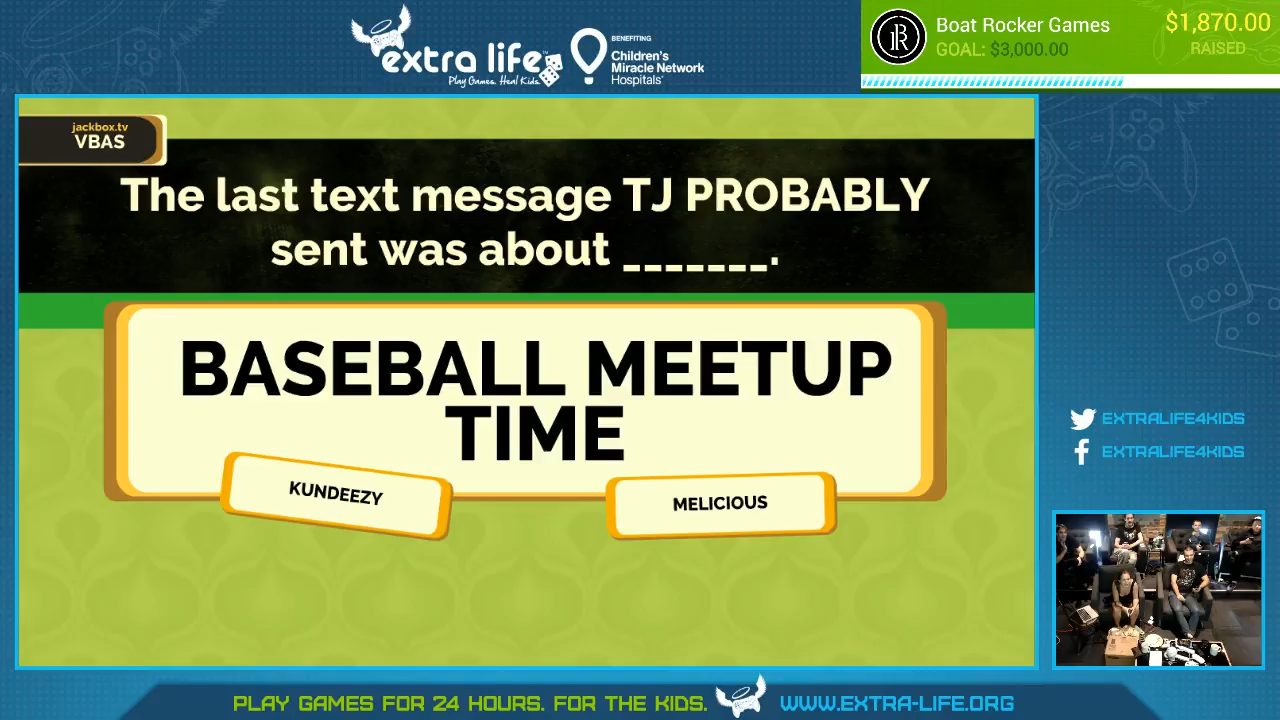 extra life
Play Games. Heal Kids.
BENEFITING
Children's
Miracle Network
Hospitals
Boat Rocker Games
GOAL: $3,000.00
$1,870.00
RAISED
jackbox.tv
VBAS
The last text message TJ PROBABLY
sent was about _______.
BASEBALL MEETUP
TIME
KUNDEEZY
MELICIOUS
EXTRALIFE4KIDS
EXTRALIFE4KIDS
PLAY GAMES FOR 24 HOURS. FOR THE KIDS.
WWW.EXTRA-LIFE.ORG